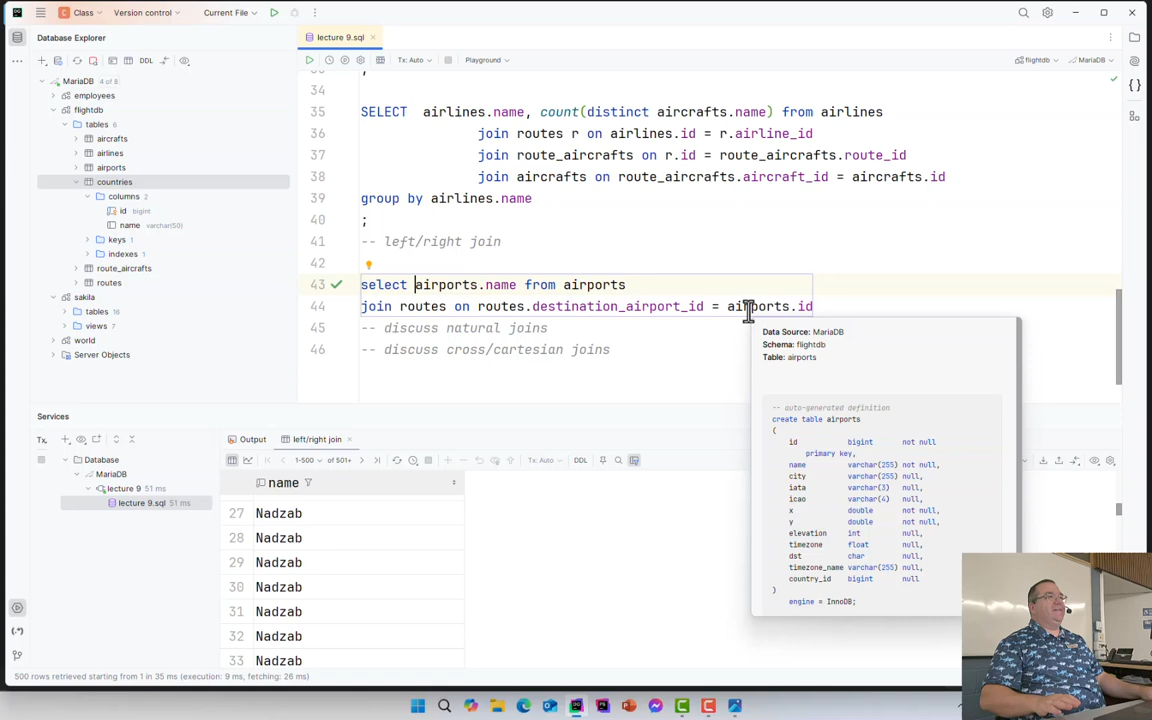 Class
Version control
Current File
Database Explorer
lecture 9.sql
DDL
Tx: Auto
Playground
flightdb
MariaDB
MariaDB 4 of 8
employees
flightdb
tables 6
aircrafts
airlines
airports
countries
columns 2
id bigint
name varchar(50)
keys 1
indexes 1
route_aircrafts
routes
sakila
tables 16
views 7
world
Server Objects
34
35 SELECT airlines.name, count(distinct aircrafts.name) from airlines
36 join routes r on airlines.id = r.airline_id
37 join route_aircrafts on r.id = route_aircrafts.route_id
38 join aircrafts on route_aircrafts.aircraft_id = aircrafts.id
39 group by airlines.name
40 ;
41 -- left/right join
42
43 select airports.name from airports
44 join routes on routes.destination_airport_id = airports.id
45 -- discuss natural joins
46 -- discuss cross/cartesian joins
Data Source: MariaDB
Schema: flightdb
Table: airports
-- auto-generated definition
create table airports
(
id bigint not null
primary key,
name varchar(255) not null,
city varchar(255) null,
iata varchar(3) null,
icao varchar(4) null,
x double not null,
y double not null,
elevation int null,
timezone float null,
dst char null,
timezone_name varchar(255) null,
country_id bigint null
)
engine = InnoDB;
Services
Tx
Database
MariaDB
lecture 9 51 ms
lecture 9.sql 51 ms
Output
left/right join
1-500 of 501+
Tx: Auto
DDL
name
27 Nadzab
28 Nadzab
29 Nadzab
30 Nadzab
31 Nadzab
32 Nadzab
33 Nadzab
500 rows retrieved starting from 1 in 35 ms (execution: 9 ms, fetching: 26 ms)